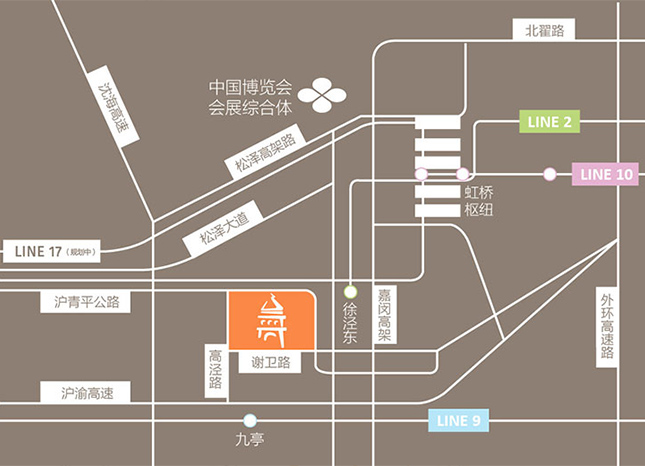 北翟路
沈海高速
中国博览会
会展综合体
LINE 2
松泽高架路
LINE 10
虹桥
枢纽
松泽大道
LINE 17（规划中）
沪青平公路
徐泾东
嘉闵高架
外环高速路
高泾路
谢卫路
沪渝高速
LINE 9
九亭